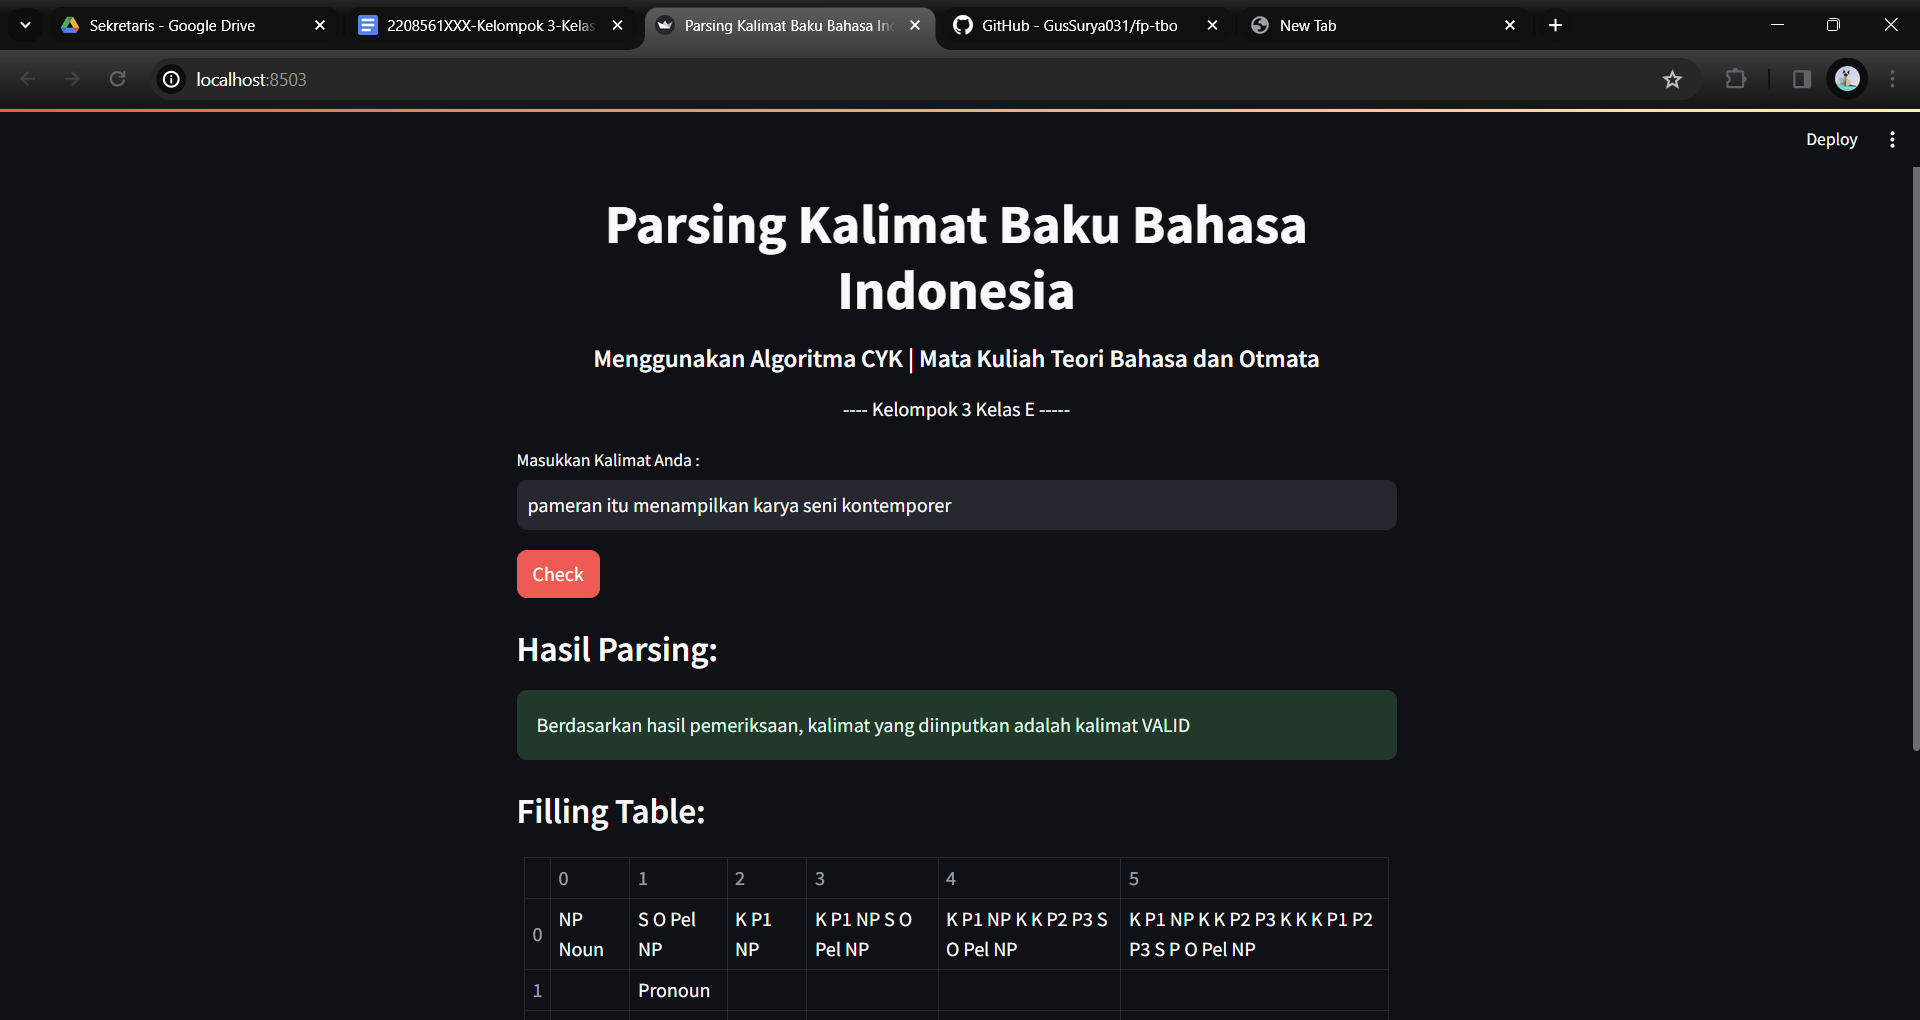 Sekretaris - Google Drive
2208561XXX-Kelompok 3-Kelas
Parsing Kalimat Baku Bahasa Ind
GitHub - GusSurya031/fp-tbo
New Tab
localhost:8503
Deploy
Parsing Kalimat Baku Bahasa
Indonesia
Menggunakan Algoritma CYK | Mata Kuliah Teori Bahasa dan Otmata
---- Kelompok 3 Kelas E -----
Masukkan Kalimat Anda :
pameran itu menampilkan karya seni kontemporer
Check
Hasil Parsing:
Berdasarkan hasil pemeriksaan, kalimat yang diinputkan adalah kalimat VALID
Filling Table:
0 1 2 3 4 5
0 NP Noun S O Pel NP K P1 NP K P1 NP S O Pel NP K P1 NP K K P2 P3 S O Pel NP K P1 NP K K P2 P3 K K K P1 P2 P3 S P O Pel NP
1 Pronoun